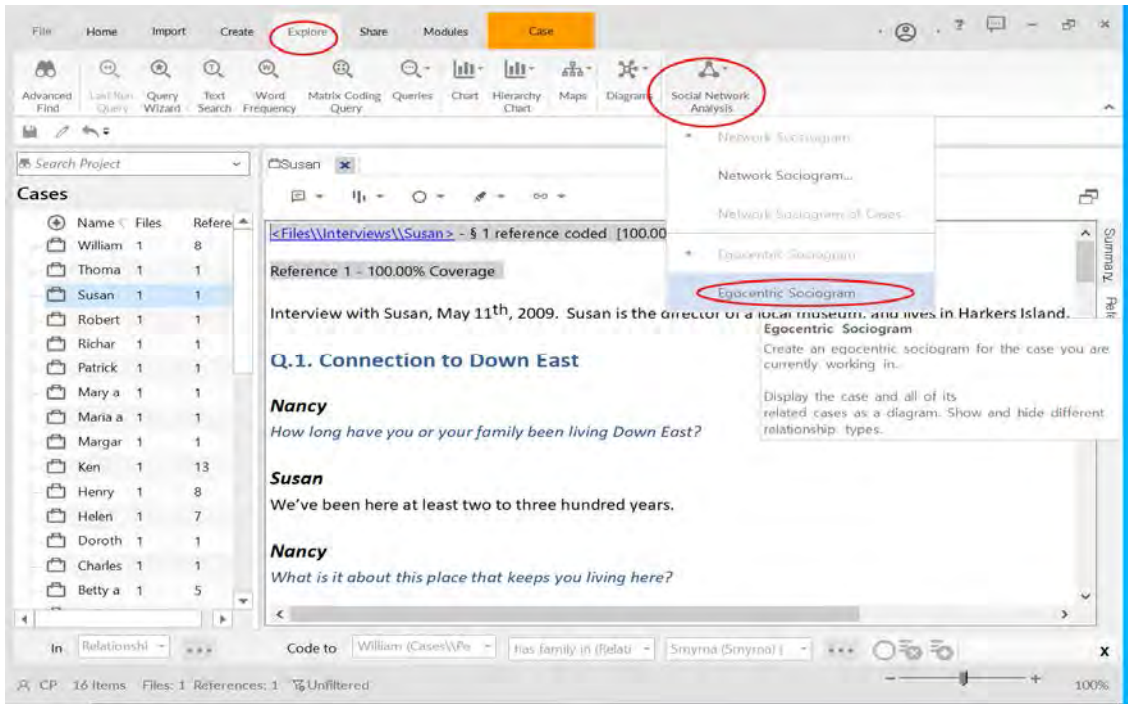 File Home Import Create Explore Share Modules Case ?
Advanced Find
Last Run Query
Query Wizard
Text Search
Word Frequency
Matrix Coding Query
Queries
Chart
Hierarchy Chart
Maps
Diagrams
Social Network Analysis
Network Sociogram
Network Sociogram...
Network Sociogram of Cases
Egocentric Sociogram
Egocentric Sociogram
Search Project
Cases
Name Files Refere
William 1 8
Thoma 1 1
Susan 1 1
Robert 1 1
Richar 1 1
Patrick 1 1
Mary a 1 1
Maria a 1 1
Margar 1 1
Ken 1 13
Henry 1 8
Helen 1 7
Doroth 1 1
Charles 1 1
Betty a 1 5
Susan
<Files\\Interviews\\Susan> - § 1 reference coded [100.00
Reference 1 - 100.00% Coverage
Interview with Susan, May 11th, 2009. Susan is the director of a local museum, and lives in Harkers Island.
Q.1. Connection to Down East
Nancy
How long have you or your family been living Down East?
Susan
We've been here at least two to three hundred years.
Nancy
What is it about this place that keeps you living here?
Egocentric Sociogram
Create an egocentric sociogram for the case you are
currently working in.
Display the case and all of its
related cases as a diagram. Show and hide different
relationship types.
Summary
In Relationshi Code to William (Cases\\Pe Has family in (Relati Smyrna (Smyrna) ( X
CP 16 Items Files: 1 References: 1 Unfiltered 100%